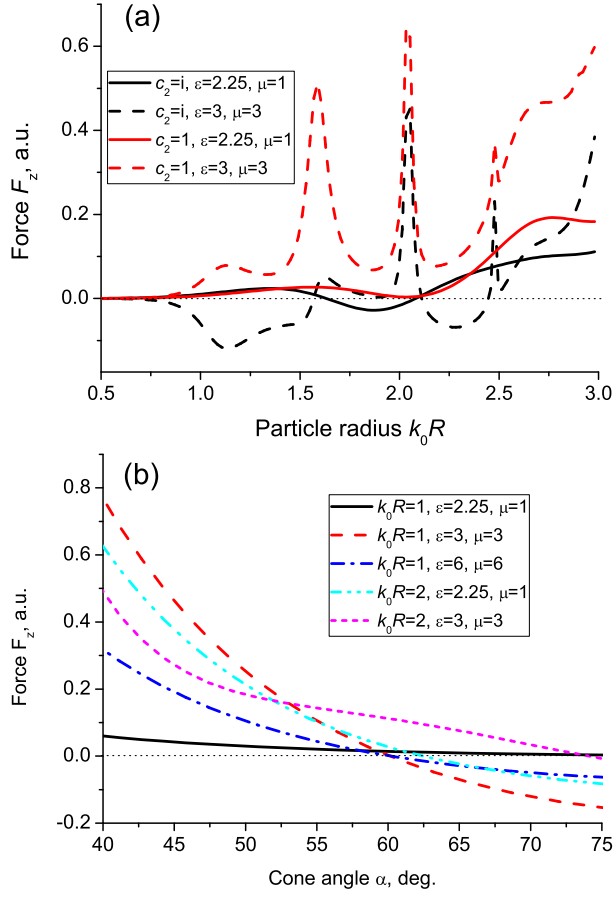 (a)
0.6
0.4
0.2
0.0
Force F_z, a.u.
c₂=i, ε=2.25, μ=1
c₂=i, ε=3, μ=3
c₂=1, ε=2.25, μ=1
c₂=1, ε=3, μ=3
0.5 1.0 1.5 2.0 2.5 3.0
Particle radius k₀R
(b)
0.8
0.6
0.4
0.2
0.0
-0.2
Force F_z, a.u.
k₀R=1, ε=2.25, μ=1
k₀R=1, ε=3, μ=3
k₀R=1, ε=6, μ=6
k₀R=2, ε=2.25, μ=1
k₀R=2, ε=3, μ=3
40 45 50 55 60 65 70 75
Cone angle α, deg.